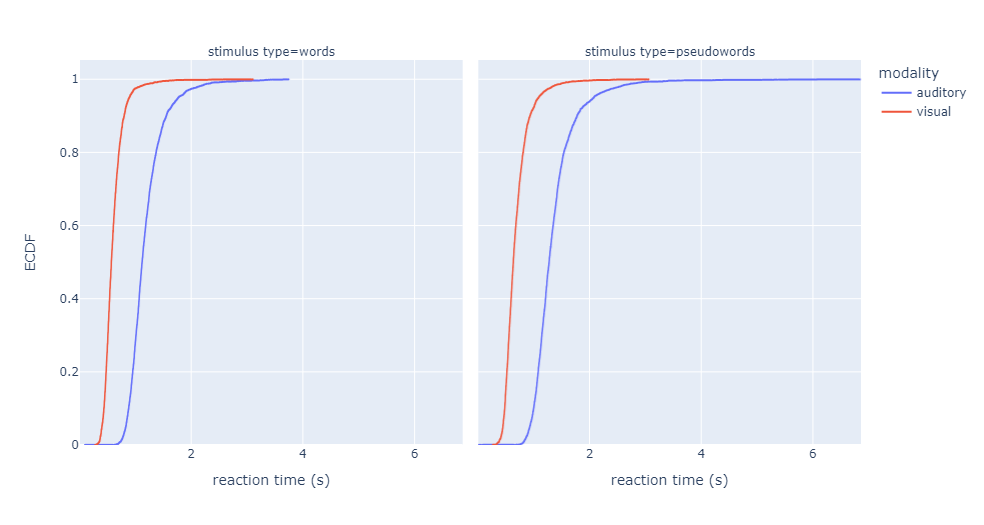 stimulus type=words
stimulus type=pseudowords
modality
auditory
visual
ECDF
1
0.8
0.6
0.4
0.2
0
2 4 6
2 4 6
reaction time (s)
reaction time (s)